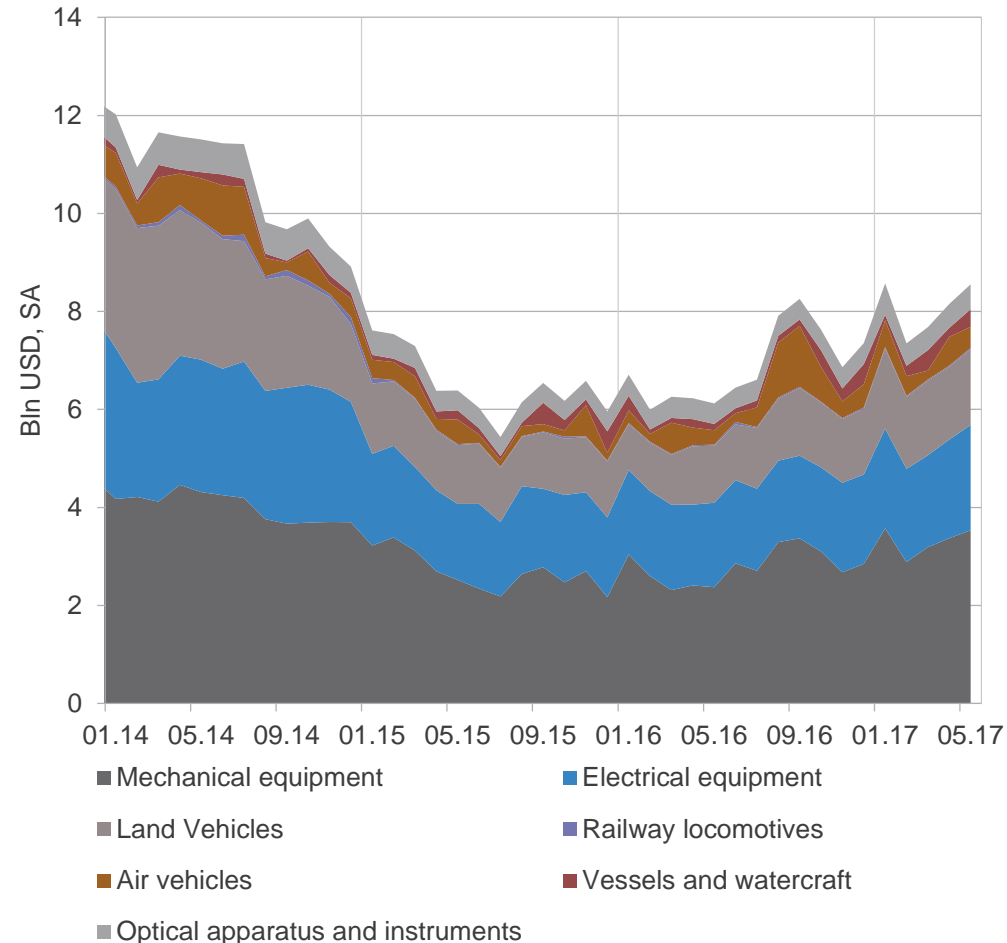 14
12
10
8
6
4
2
0
Bln USD, SA
01.14 05.14 09.14 01.15 05.15 09.15 01.16 05.16 09.16 01.17 05.17
Mechanical equipment Electrical equipment
Land Vehicles Railway locomotives
Air vehicles Vessels and watercraft
Optical apparatus and instruments